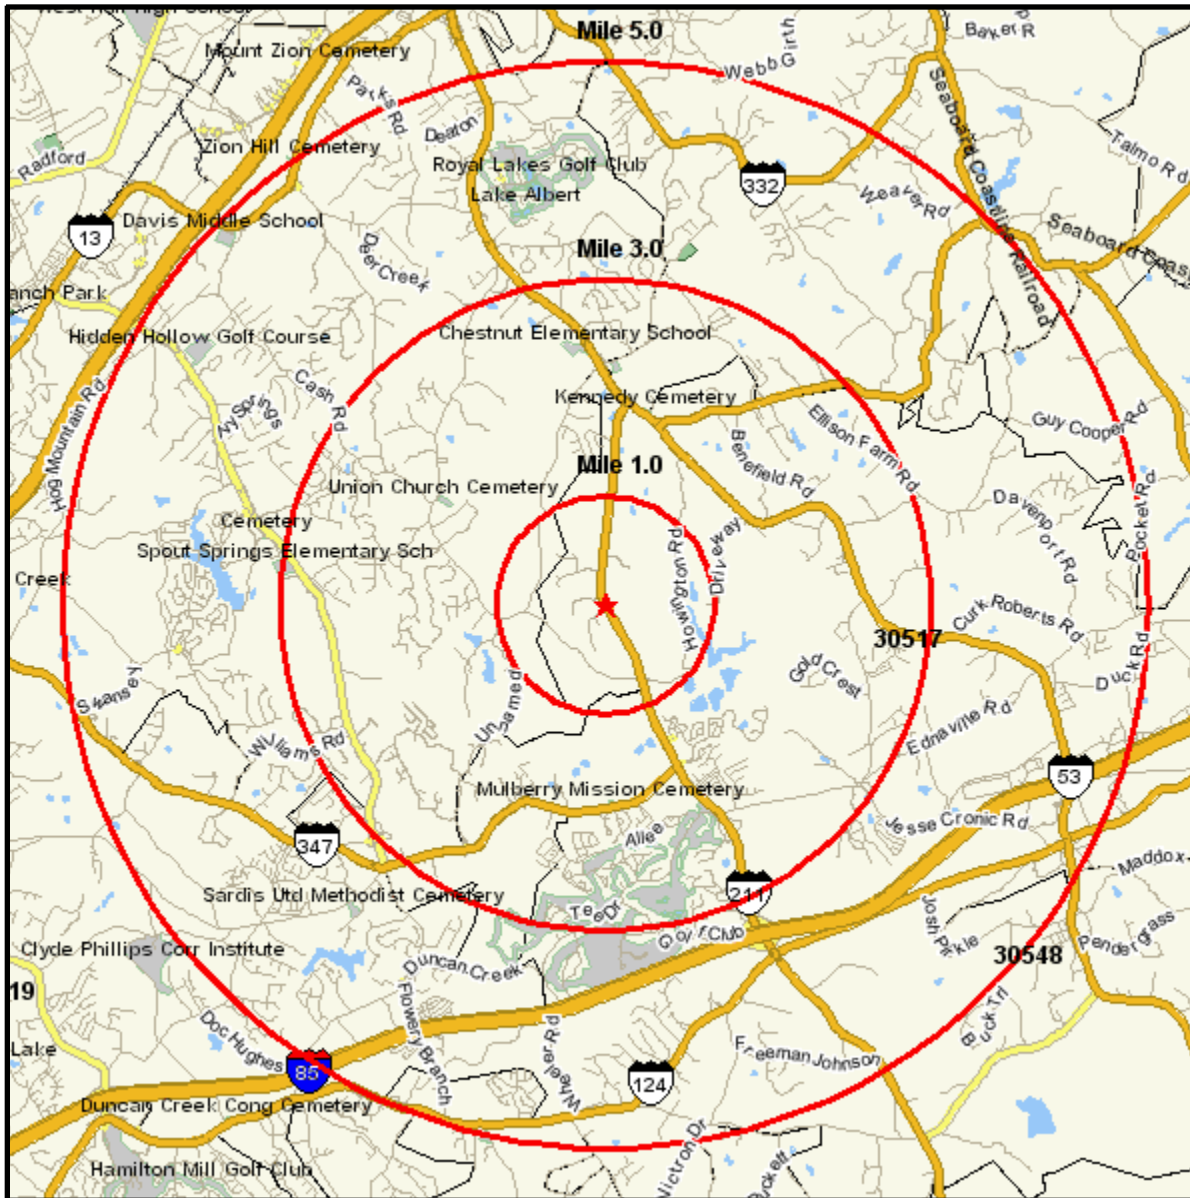 West Hall High School
Mile 5.0
Baker R
Mount Zion Cemetery
Webb Girth
Parks Rd
Deaton
Seaboard Coastline Railroad
Zion Hill Cemetery
Talmo Rd
Radford
Royal Lakes Golf Club
332
Lake Albert
Weaver Rd
Davis Middle School
13
Deer Creek
Mile 3.0
Seaboard Coas
anch Park
Hidden Hollow Golf Course
Chestnut Elementary School
Cash Rd
Kennedy Cemetery
Ivy Springs
Ellison Farm Rd
Guy Cooper Rd
Hog Mountain Rd
Benefield Rd
Mile 1.0
Union Church Cemetery
Pocket Rd
Cemetery
Davenport Rd
Howington Rd
Driveway
Spout Springs Elementary Sch
Creek
Curk Roberts Rd
30517
Duck Rd
Gold Crest
Swansey
Unnamed
Ednaville Rd
Williams Rd
53
Mulberry Mission Cemetery
Jesse Cronic Rd
Allee
347
Maddox
Sardis Utd Methodist Cemetery
211
Tee Dr
Golf Club
Josh Pirkle
Pendergrass
Clyde Phillips Corr Institute
30548
Duncan Creek
19
Flowery Branch
Buck Trl
Doc Hughes
Wheeler Rd
Lake
Freeman Johnson
85
124
Duncan Creek Cong Cemetery
Nictron Dr
Hamilton Mill Golf Club
uckett